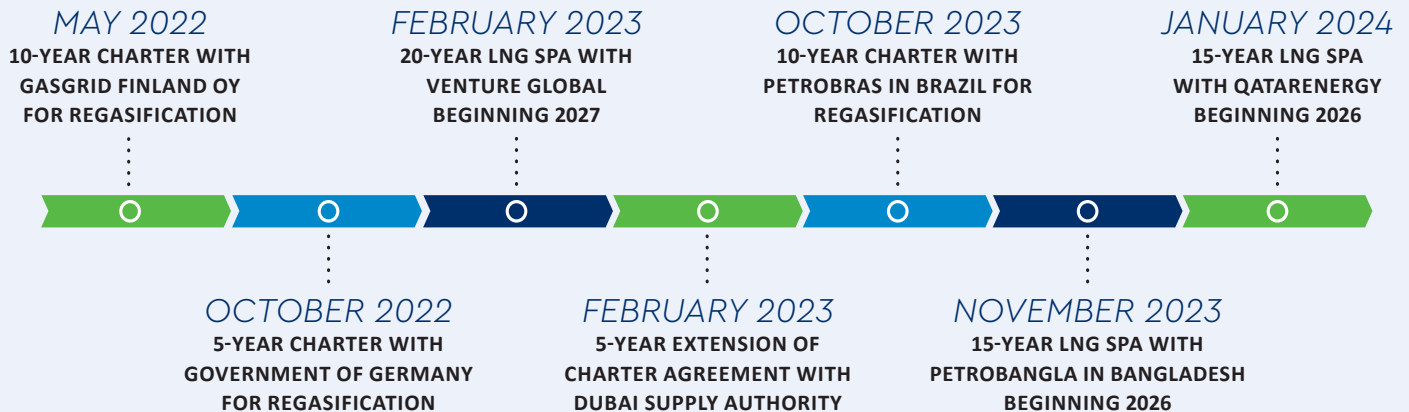 MAY 2022
10-YEAR CHARTER WITH
GASGRID FINLAND OY
FOR REGASIFICATION
FEBRUARY 2023
20-YEAR LNG SPA WITH
VENTURE GLOBAL
BEGINNING 2027
OCTOBER 2023
10-YEAR CHARTER WITH
PETROBRAS IN BRAZIL FOR
REGASIFICATION
JANUARY 2024
15-YEAR LNG SPA
WITH QATARENERGY
BEGINNING 2026
OCTOBER 2022
5-YEAR CHARTER WITH
GOVERNMENT OF GERMANY
FOR REGASIFICATION
FEBRUARY 2023
5-YEAR EXTENSION OF
CHARTER AGREEMENT WITH
DUBAI SUPPLY AUTHORITY
NOVEMBER 2023
15-YEAR LNG SPA WITH
PETROBANGLA IN BANGLADESH
BEGINNING 2026